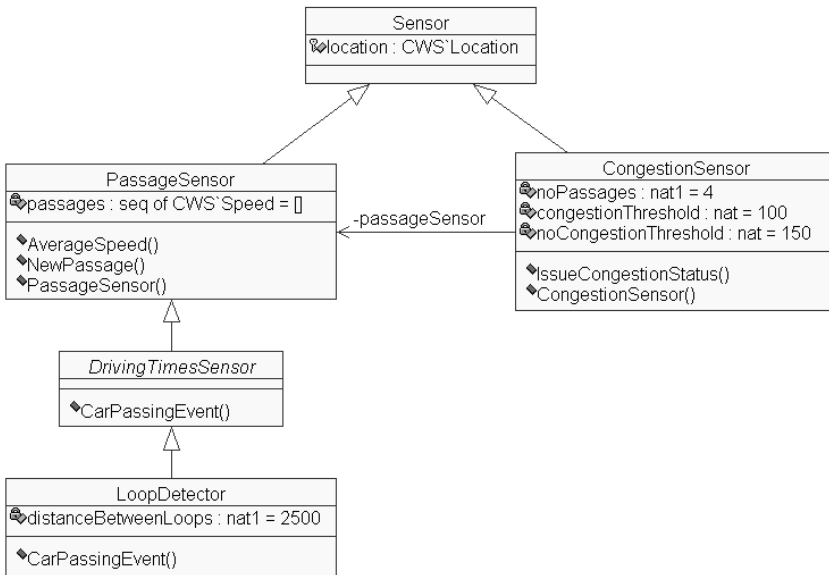 Sensor
location : CWS`Location
PassageSensor
passages : seq of CWS`Speed = []
AverageSpeed()
NewPassage()
PassageSensor()
-passageSensor
CongestionSensor
noPassages : nat1 = 4
congestionThreshold : nat = 100
noCongestionThreshold : nat = 150
IssueCongestionStatus()
CongestionSensor()
DrivingTimesSensor
CarPassingEvent()
LoopDetector
distanceBetweenLoops : nat1 = 2500
CarPassingEvent()